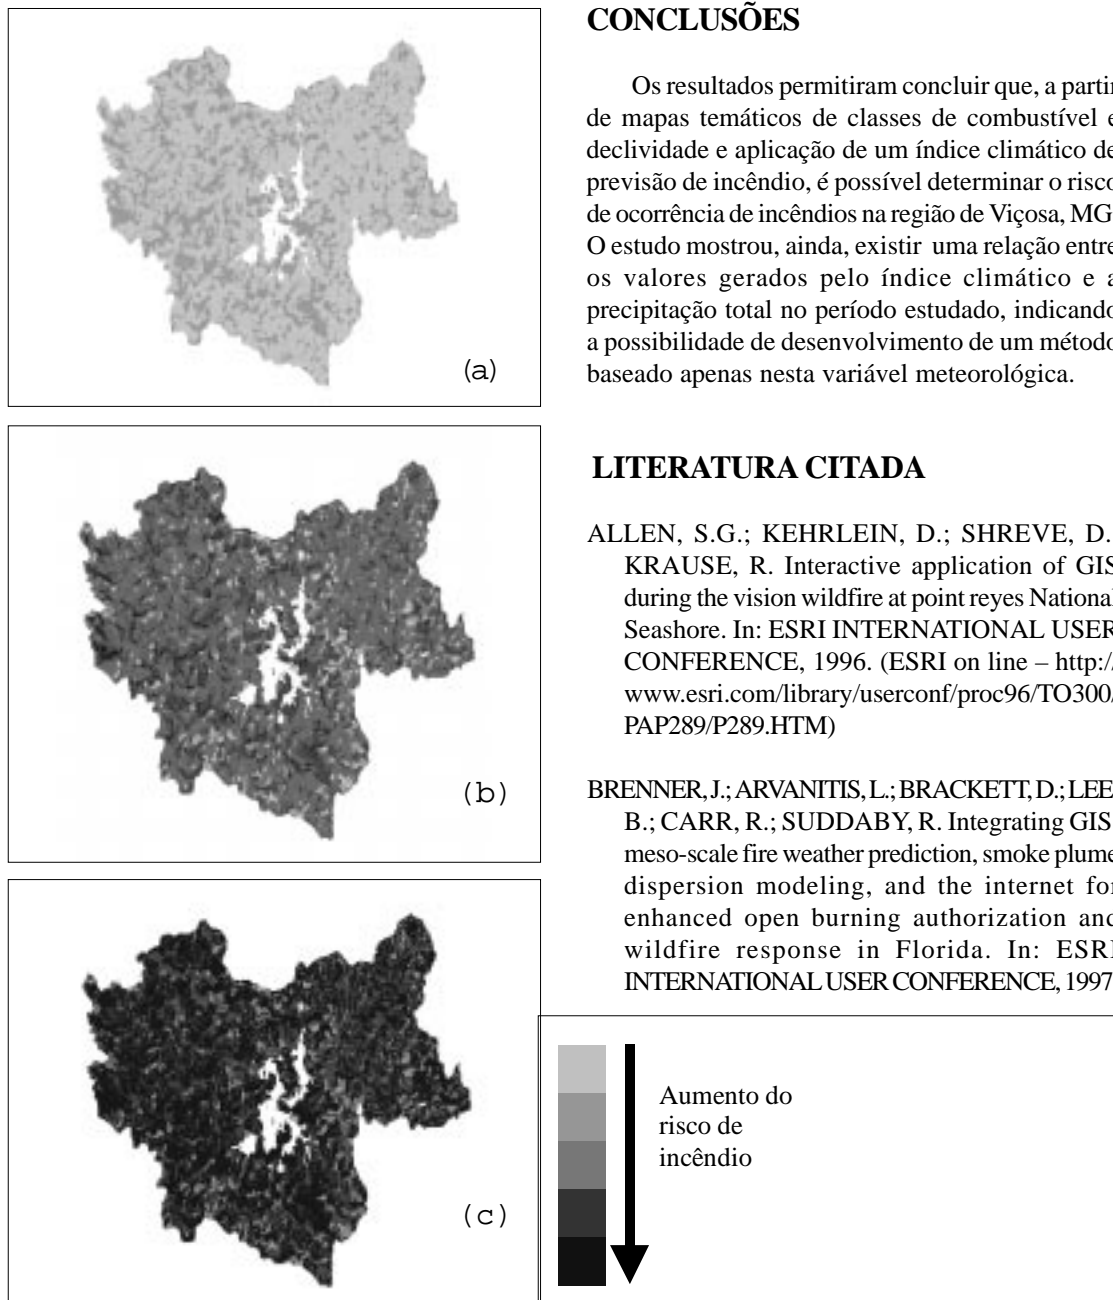 (a)
(b)
(c)
CONCLUSÕES
Os resultados permitiram concluir que, a partir
de mapas temáticos de classes de combustível e
declividade e aplicação de um índice climático de
previsão de incêndio, é possível determinar o risco
de ocorrência de incêndios na região de Viçosa, MG
O estudo mostrou, ainda, existir uma relação entre
os valores gerados pelo índice climático e a
precipitação total no período estudado, indicando
a possibilidade de desenvolvimento de um método
baseado apenas nesta variável meteorológica.
LITERATURA CITADA
ALLEN, S.G.; KEHRLEIN, D.; SHREVE, D.
KRAUSE, R. Interactive application of GIS
during the vision wildfire at point reyes National
Seashore. In: ESRI INTERNATIONAL USER
CONFERENCE, 1996. (ESRI on line – http://
www.esri.com/library/userconf/proc96/TO300/
PAP289/P289.HTM)
BRENNER, J.; ARVANITIS, L.; BRACKETT, D.; LEE
B.; CARR, R.; SUDDABY, R. Integrating GIS
meso-scale fire weather prediction, smoke plume
dispersion modeling, and the internet for
enhanced open burning authorization and
wildfire response in Florida. In: ESRI
INTERNATIONAL USER CONFERENCE, 1997
Aumento do
risco de
incêndio